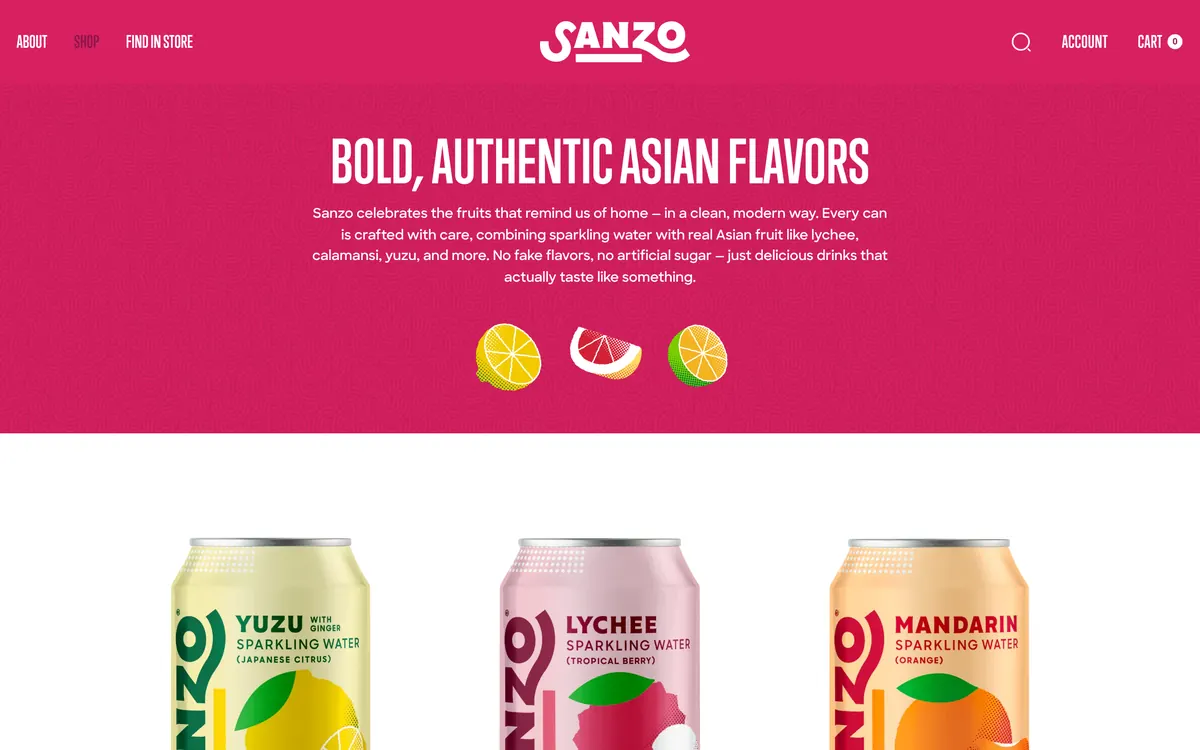 ABOUT
SHOP
FIND IN STORE
SANZO
ACCOUNT
CART 0
BOLD, AUTHENTIC ASIAN FLAVORS
Sanzo celebrates the fruits that remind us of home – in a clean, modern way. Every can
is crafted with care, combining sparkling water with real Asian fruit like lychee,
calamansi, yuzu, and more. No fake flavors, no artificial sugar – just delicious drinks that
actually taste like something.
YUZU WITH GINGER
SPARKLING WATER
(JAPANESE CITRUS)
NZO
LYCHEE
SPARKLING WATER
(TROPICAL BERRY)
NZO
MANDARIN
SPARKLING WATER
(ORANGE)
NZO